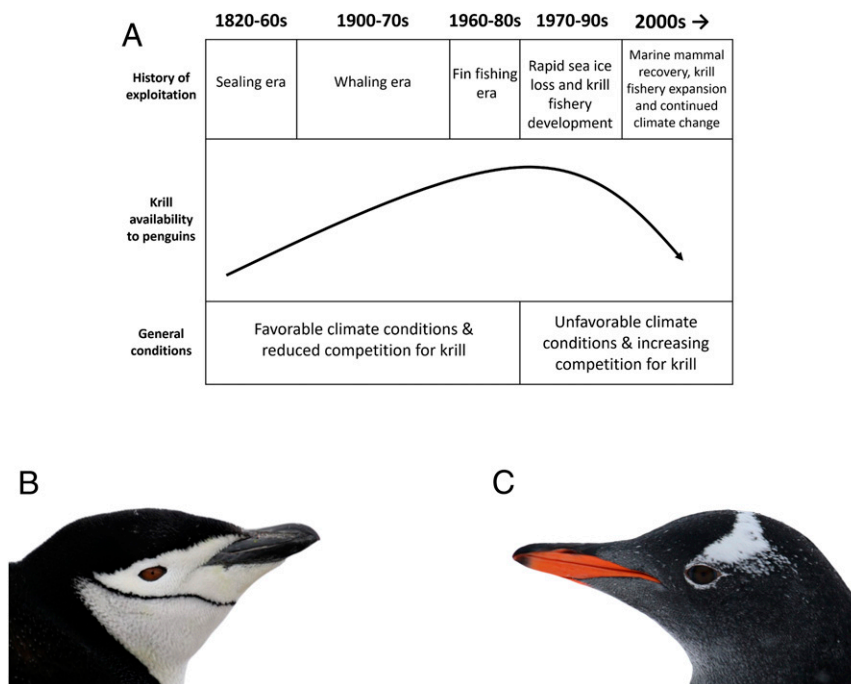 A
1820-60s 1900-70s 1960-80s 1970-90s 2000s →
History of
exploitation
Sealing era
Whaling era
Fin fishing
era
Rapid sea ice
loss and krill
fishery
development
Marine mammal
recovery, krill
fishery expansion
and continued
climate change
Krill
availability
to penguins
General
conditions
Favorable climate conditions &
reduced competition for krill
Unfavorable climate
conditions & increasing
competition for krill
B
C